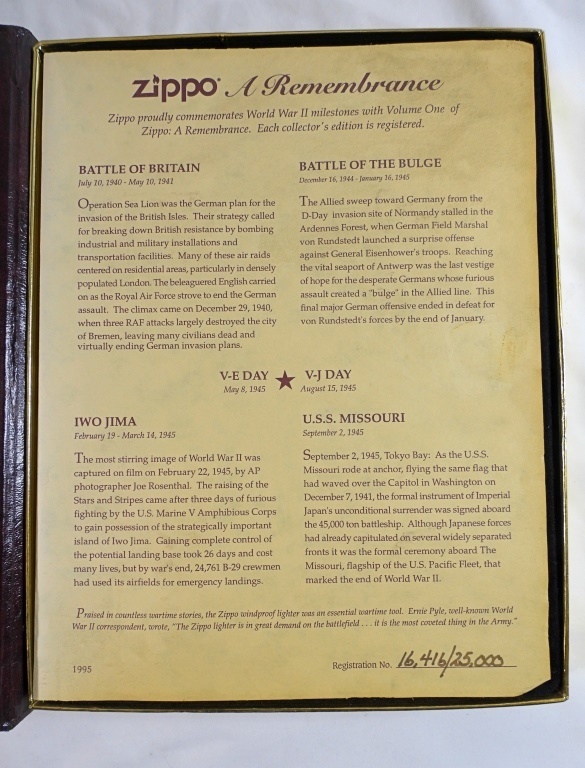 zippo A Remembrance
Zippo proudly commemorates World War II milestones with Volume One of
Zippo: A Remembrance. Each collector's edition is registered.
BATTLE OF BRITAIN
July 10, 1940 - May 10, 1941
Operation Sea Lion was the German plan for the
invasion of the British Isles. Their strategy called
for breaking down British resistance by bombing
industrial and military installations and
transportation facilities. Many of these air raids
centered on residential areas, particularly in densely
populated London. The beleaguered English carried
on as the Royal Air Force strove to end the German
assault. The climax came on December 29, 1940,
when three RAF attacks largely destroyed the city
of Bremen, leaving many civilians dead and
virtually ending German invasion plans.
BATTLE OF THE BULGE
December 16, 1944 - January 16, 1945
The Allied sweep toward Germany from the
D-Day invasion site of Normandy stalled in the
Ardennes Forest, when German Field Marshal
von Rundstedt launched a surprise offense
against General Eisenhower's troops. Reaching
the vital seaport of Antwerp was the last vestige
of hope for the desperate Germans whose furious
assault created a "bulge" in the Allied line. This
final major German offensive ended in defeat for
von Rundstedt's forces by the end of January.
V-E DAY
May 8, 1945
V-J DAY
August 15, 1945
IWO JIMA
February 19 - March 14, 1945
The most stirring image of World War II was
captured on film on February 22, 1945, by AP
photographer Joe Rosenthal. The raising of the
Stars and Stripes came after three days of furious
fighting by the U.S. Marine V Amphibious Corps
to gain possession of the strategically important
island of Iwo Jima. Gaining complete control of
the potential landing base took 26 days and cost
many lives, but by war's end, 24,761 B-29 crewmen
had used its airfields for emergency landings.
U.S.S. MISSOURI
September 2, 1945
September 2, 1945, Tokyo Bay: As the U.S.S.
Missouri rode at anchor, flying the same flag that
had waved over the Capitol in Washington on
December 7, 1941, the formal instrument of Imperial
Japan's unconditional surrender was signed aboard
the 45,000 ton battleship. Although Japanese forces
had already capitulated on several widely separated
fronts it was the formal ceremony aboard The
Missouri, flagship of the U.S. Pacific Fleet, that
marked the end of World War II.
Praised in countless wartime stories, the Zippo windproof lighter was an essential wartime tool. Ernie Pyle, well-known World
War II correspondent, wrote, "The Zippo lighter is in great demand on the battlefield . . . it is the most coveted thing in the Army."
1995
Registration No. 16,416/25,000